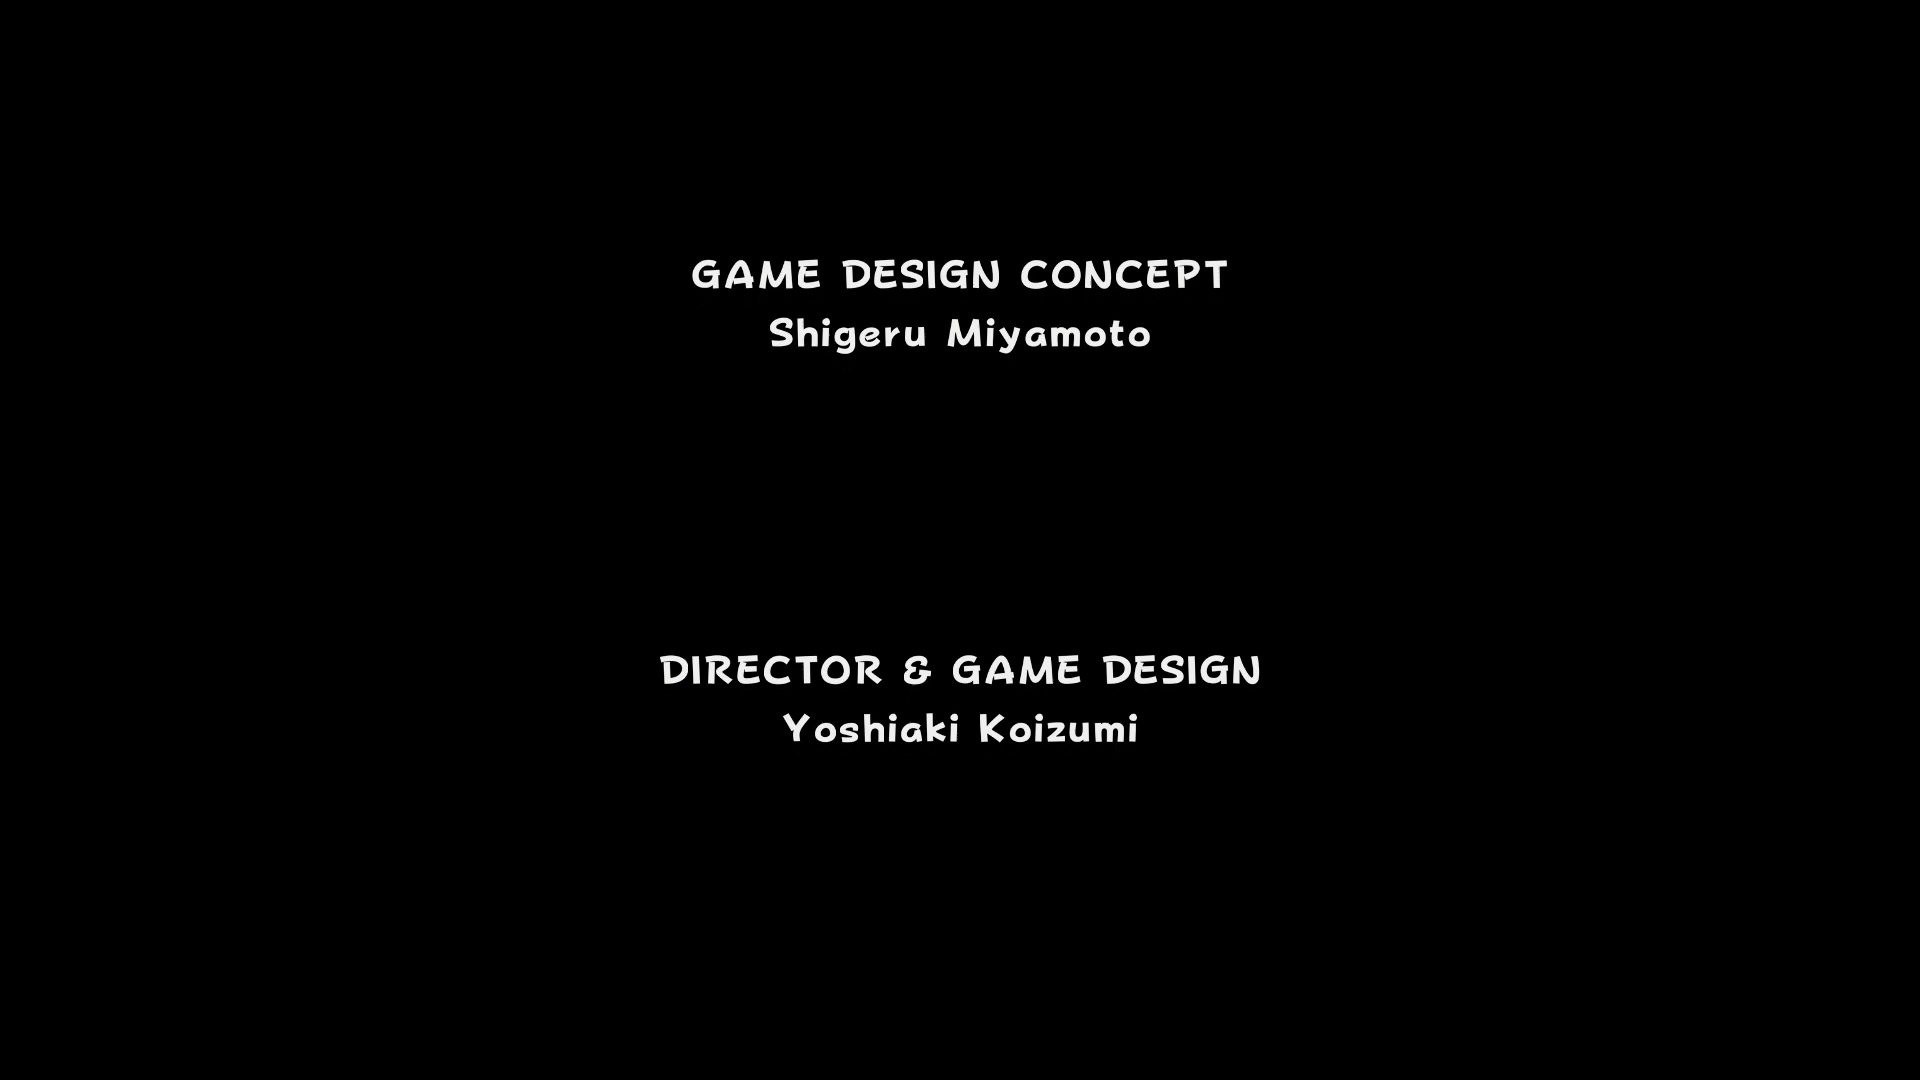 GAME DESIGN CONCEPT
Shigeru Miyamoto
DIRECTOR & GAME DESIGN
Yoshiaki Koizumi